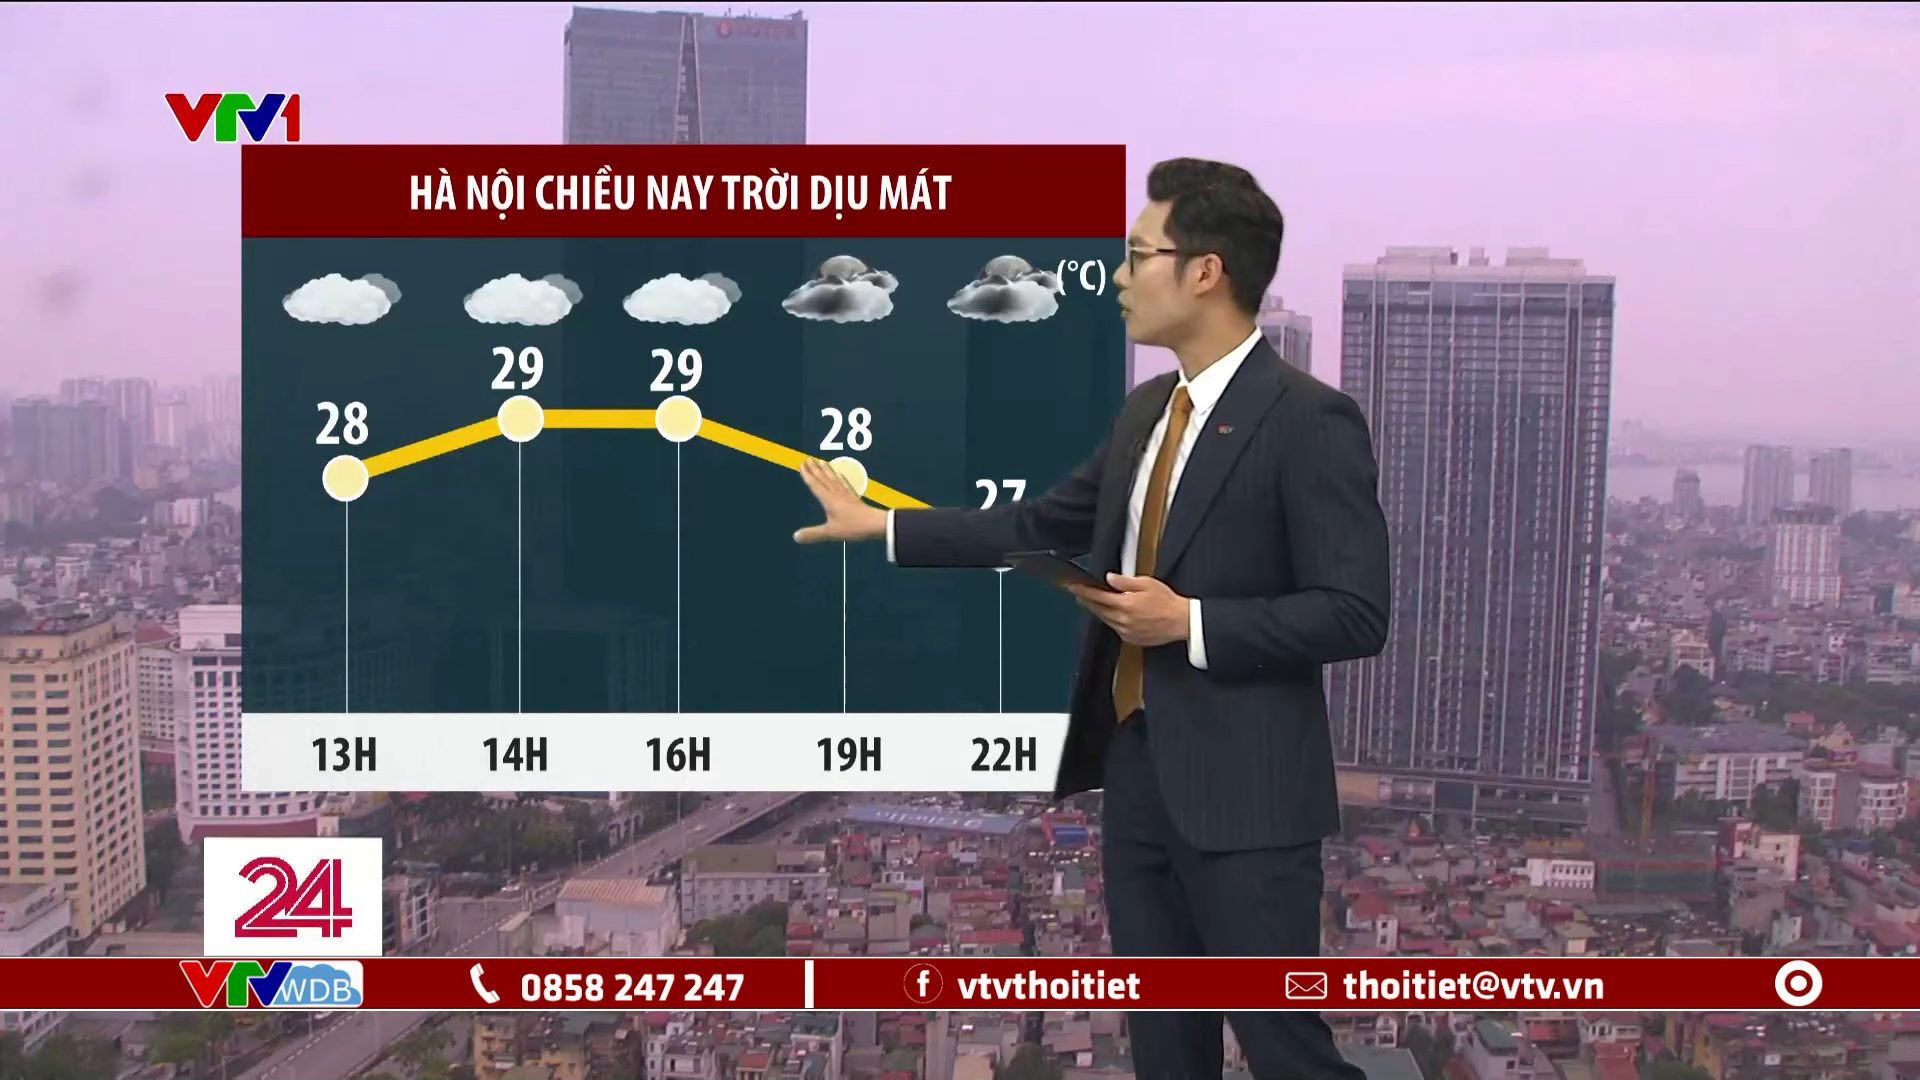 VTV1
HÀ NỘI CHIỀU NAY TRỜI DỊU MÁT
(°C)
28 29 29 28 27
13H 14H 16H 19H 22H
24
VTV WDB 0858 247 247 vtvthoitiet thoitiet@vtv.vn